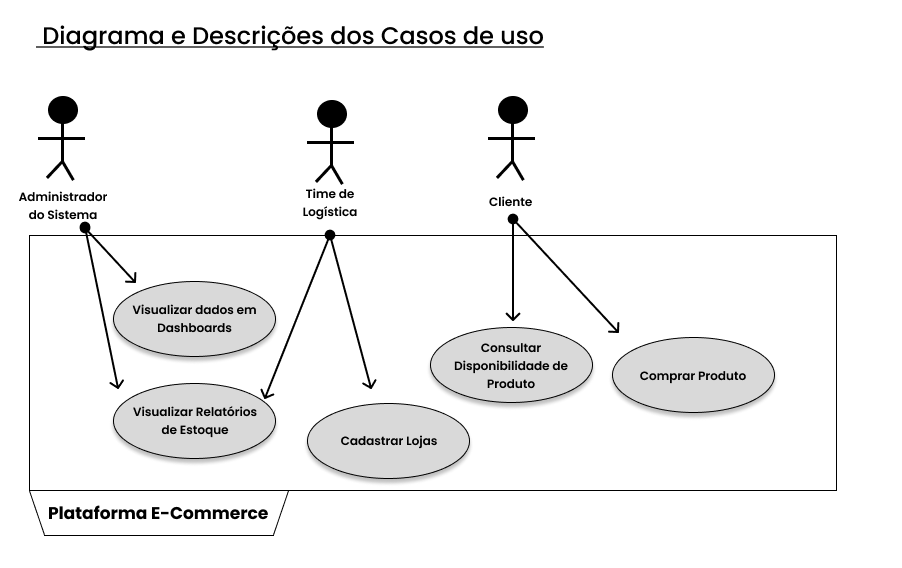 Diagrama e Descrições dos Casos de uso
Administrador
do Sistema
Time de
Logística
Cliente
Visualizar dados em
Dashboards
Consultar
Disponibilidade de
Produto
Comprar Produto
Visualizar Relatórios
de Estoque
Cadastrar Lojas
Plataforma E-Commerce